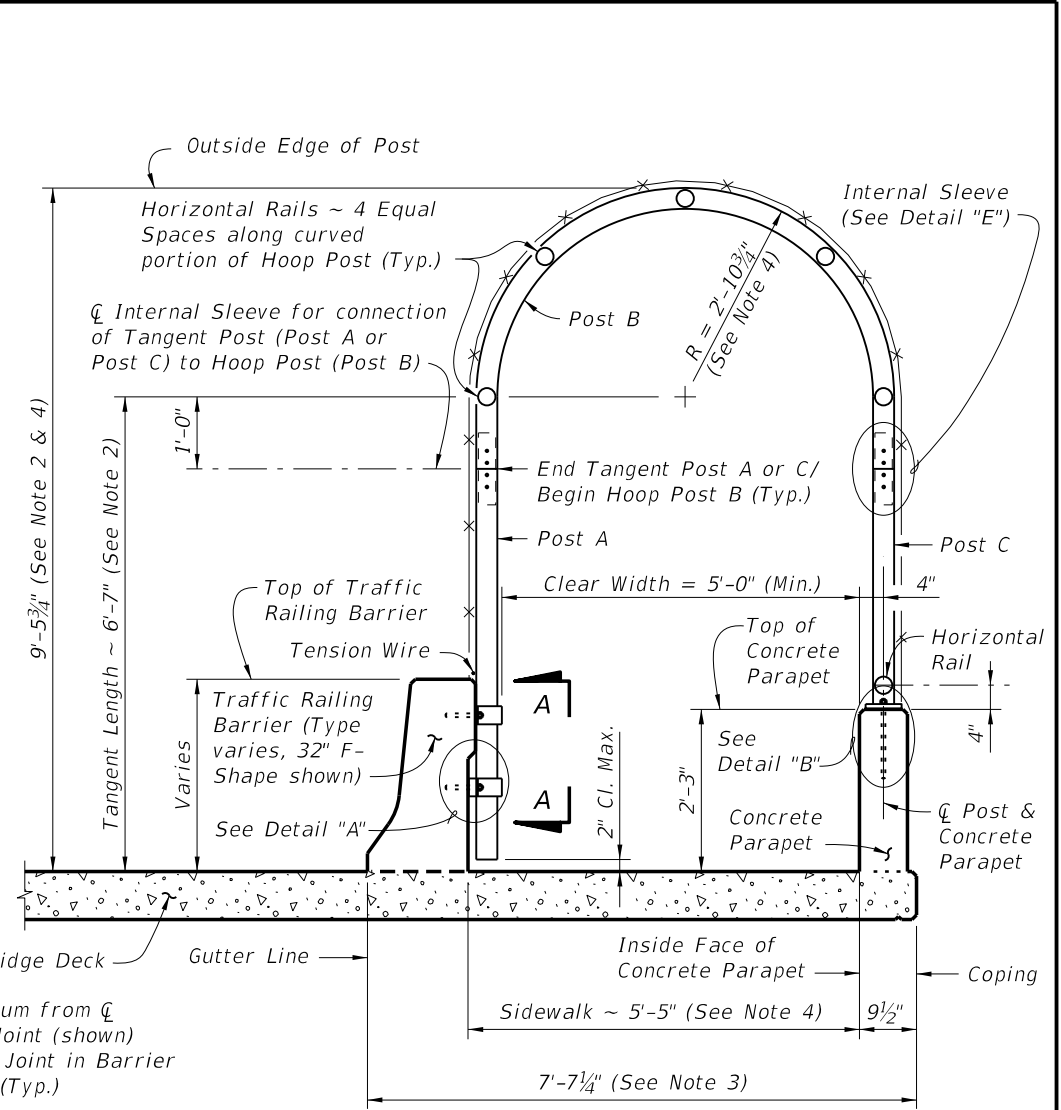 Outside Edge of Post
Horizontal Rails ~ 4 Equal
Spaces along curved
portion of Hoop Post (Typ.)
Internal Sleeve
(See Detail "E")
℄ Internal Sleeve for connection
of Tangent Post (Post A or
Post C) to Hoop Post (Post B)
Post B
R = 2'-10¾"
(See Note 4)
9'-5¾" (See Note 2 & 4)
Tangent Length ~ 6'-7" (See Note 2)
1'-0"
End Tangent Post A or C/
Begin Hoop Post B (Typ.)
Post A
Post C
Clear Width = 5'-0" (Min.)
4"
Top of Traffic
Railing Barrier
Tension Wire
Top of
Concrete
Parapet
Horizontal
Rail
Traffic Railing
Barrier (Type
varies, 32" F-
Shape shown)
Varies
See Detail "A"
A
A
2" Cl. Max.
2'-3"
See
Detail "B"
4"
Concrete
Parapet
℄ Post &
Concrete
Parapet
idge Deck
Gutter Line
Inside Face of
Concrete Parapet
Coping
um from ℄
Joint (shown)
Joint in Barrier
(Typ.)
Sidewalk ~ 5'-5" (See Note 4)
9½"
7'-7¼" (See Note 3)